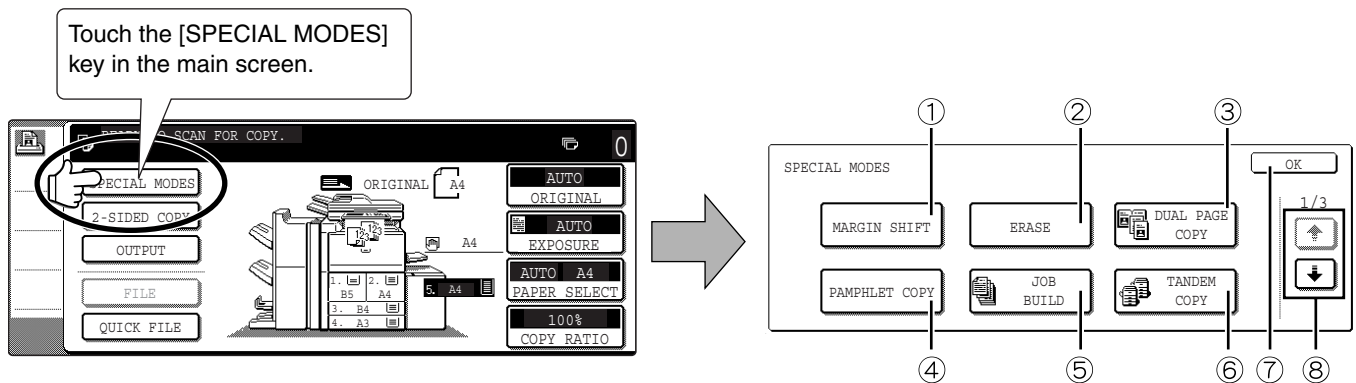 Touch the [SPECIAL MODES]
key in the main screen.
TO SCAN FOR COPY.
0
SPECIAL MODES
2-SIDED COPY
OUTPUT
FILE
QUICK FILE
ORIGINAL A4
A4
1. 2.
B5 A4
3. B4
4. A3
5. A4
AUTO
ORIGINAL
AUTO
EXPOSURE
AUTO A4
PAPER SELECT
100%
COPY RATIO
① ② ③
SPECIAL MODES
OK
1/3
MARGIN SHIFT
ERASE
DUAL PAGE
COPY
PAMPHLET COPY
JOB
BUILD
TANDEM
COPY
④ ⑤ ⑥ ⑦ ⑧